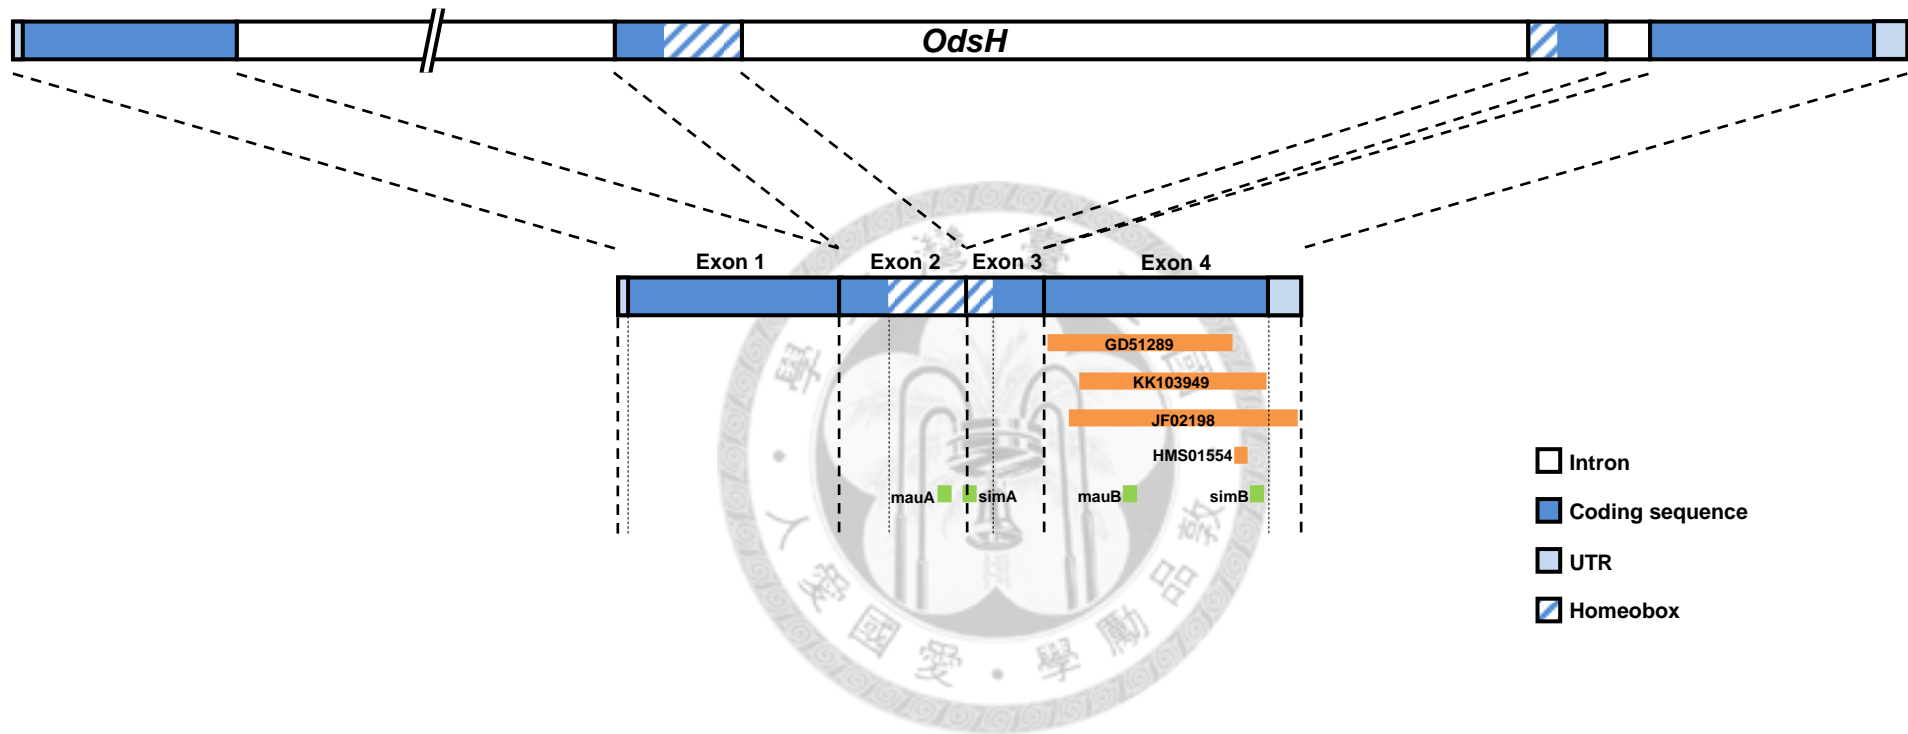 OdsH
Exon 1
Exon 2
Exon 3
Exon 4
GD51289
KK103949
JF02198
HMS01554
mauA
simA
mauB
simB
Intron
Coding sequence
UTR
Homeobox